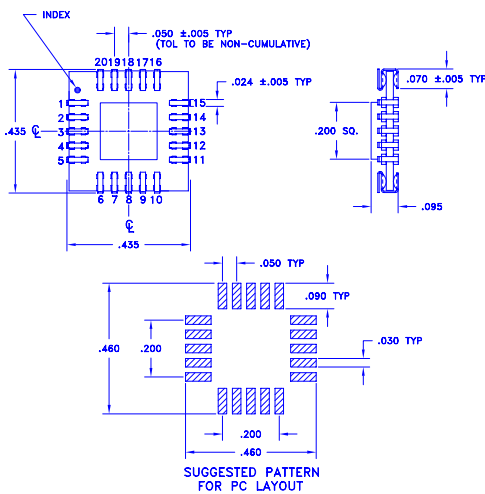 INDEX
.050 ±.005 TYP
(TOL TO BE NON-CUMULATIVE)
20 19 18 17 16
.024 ±.005 TYP
.070 ±.005 TYP
1
15
2
14
.435 ℄
3
13
.200 SQ.
4
12
5
11
6 7 8 9 10
℄
.095
.435
.050 TYP
.090 TYP
.030 TYP
.460
.200
.200
.460
SUGGESTED PATTERN
FOR PC LAYOUT